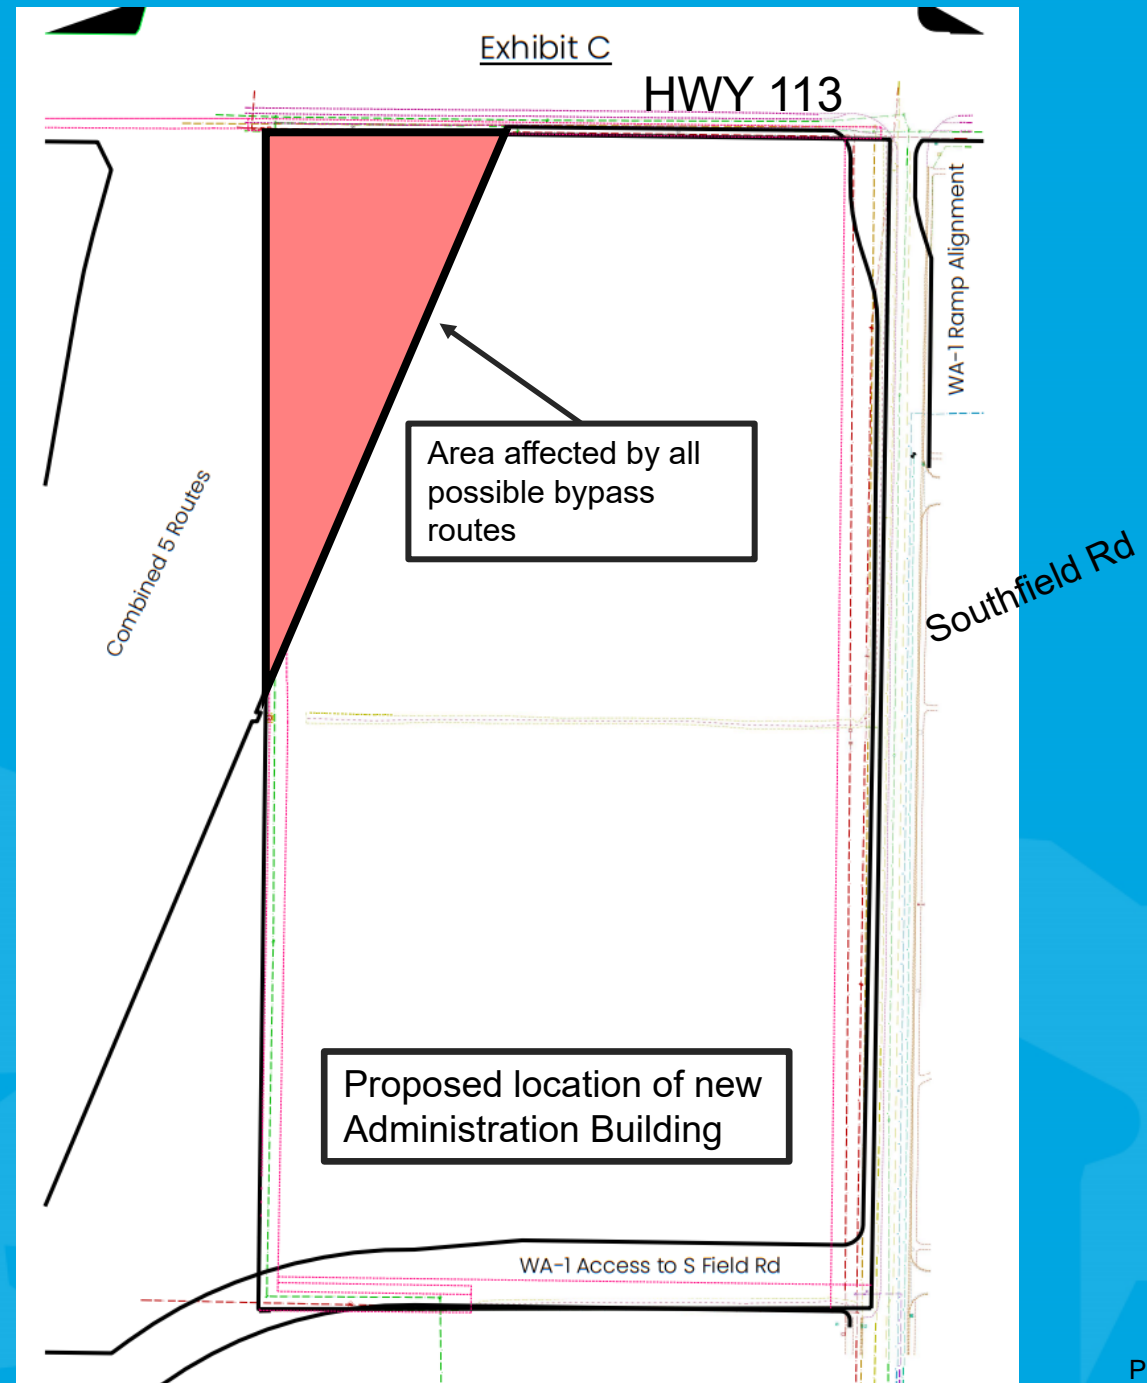 Exhibit C
HWY 113
WA-1 Ramp Alignment
Area affected by all
possible bypass
routes
Combined 5 Routes
Southfield Rd
Proposed location of new
Administration Building
WA-1 Access to S Field Rd
P